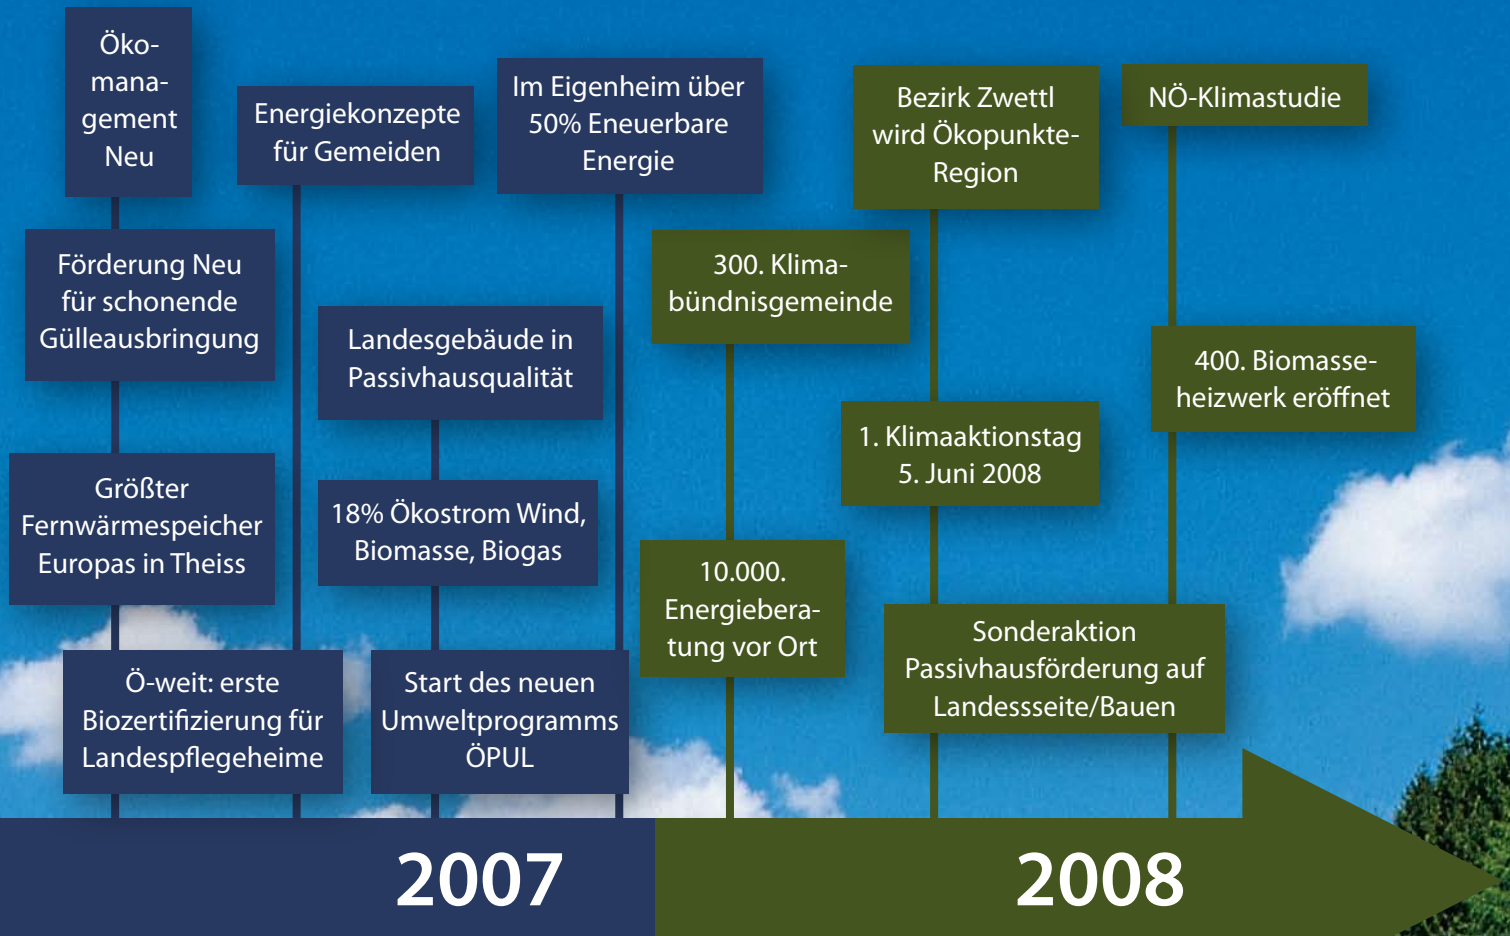 Öko-
mana-
gement
Neu
Förderung Neu
für schonende
Gülleausbringung
Größter
Fernwärmespeicher
Europas in Theiss
Ö-weit: erste
Biozertifizierung für
Landespflegeheime
Energiekonzepte
für Gemeiden
Landesgebäude in
Passivhausqualität
18% Ökostrom Wind,
Biomasse, Biogas
Start des neuen
Umweltprogramms
ÖPUL
Im Eigenheim über
50% Eneuerbare
Energie
300. Klima-
bündnisgemeinde
10.000.
Energiebera-
tung vor Ort
Bezirk Zwettl
wird Ökopunkte-
Region
1. Klimaaktionstag
5. Juni 2008
Sonderaktion
Passivhausförderung auf
Landessseite/Bauen
NÖ-Klimastudie
400. Biomasse-
heizwerk eröffnet
2007
2008